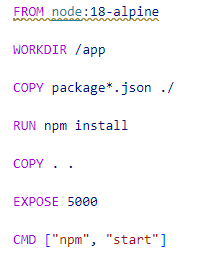 FROM node:18-alpine
WORKDIR /app
COPY package*.json ./
RUN npm install
COPY . .
EXPOSE 5000
CMD ["npm", "start"]